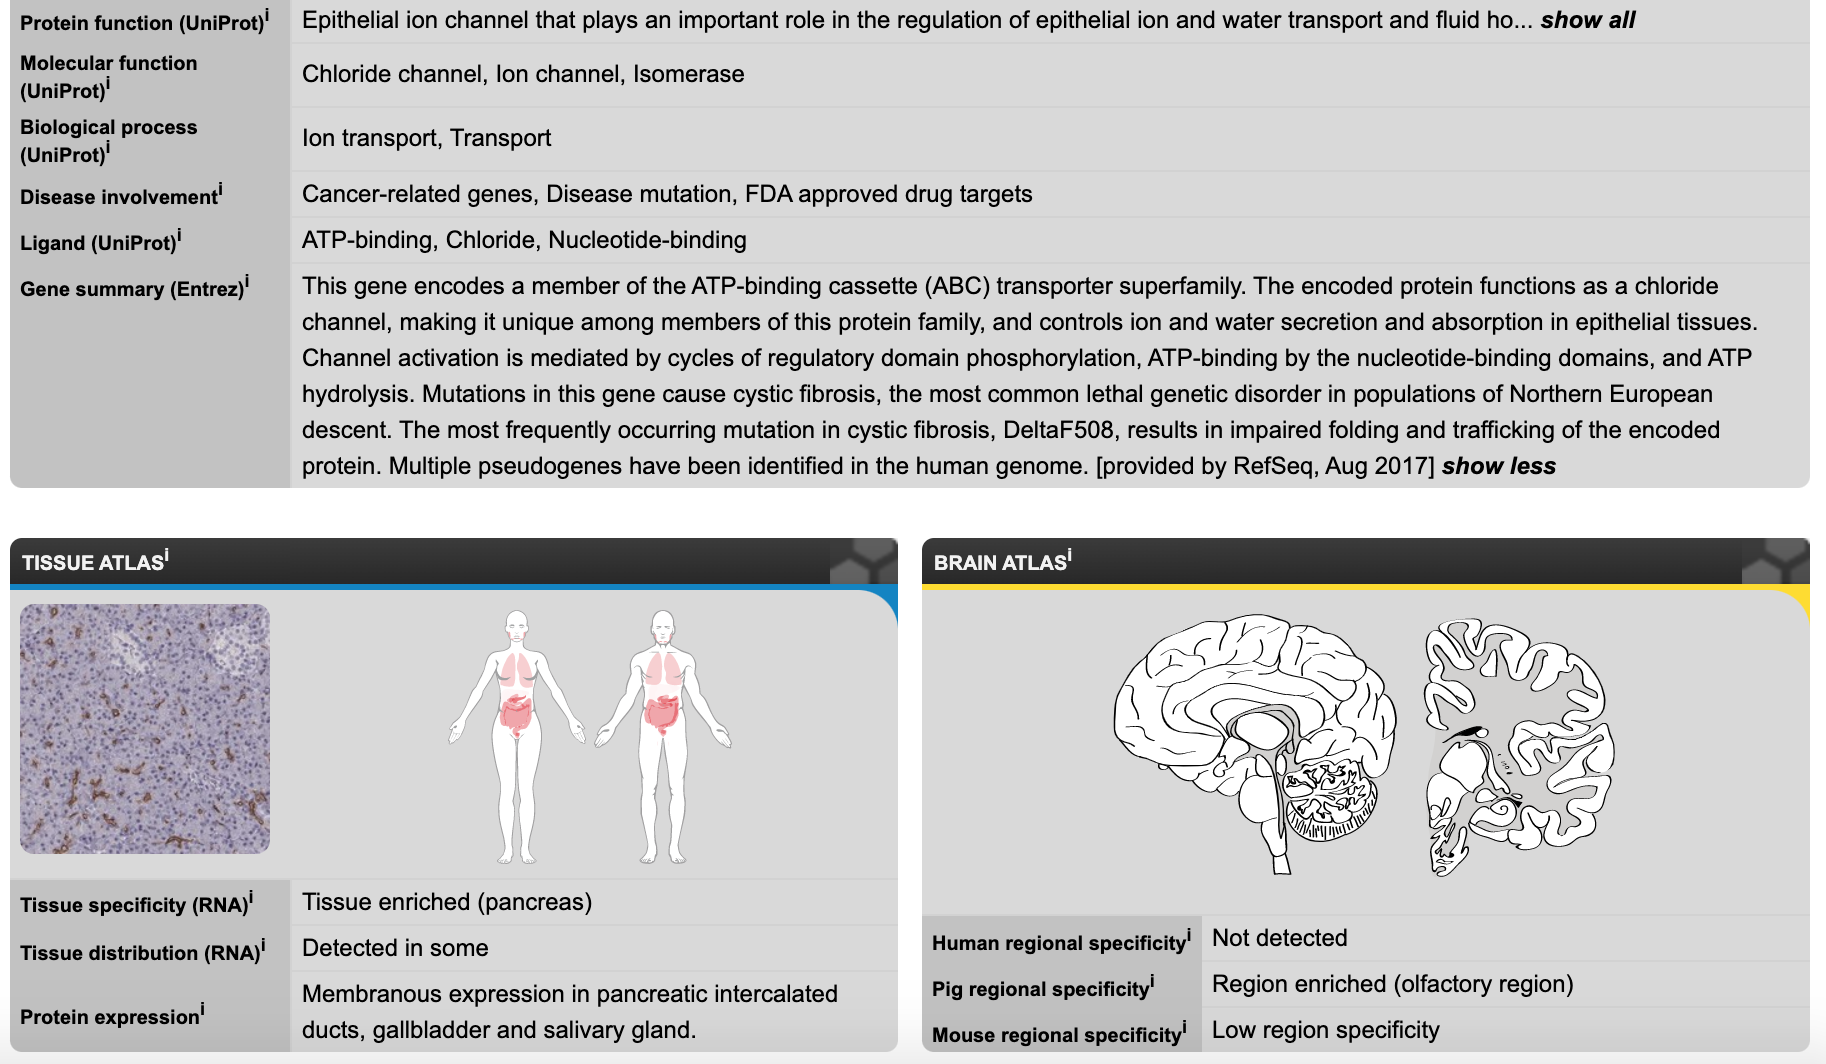 Protein function (UniProt)i
Epithelial ion channel that plays an important role in the regulation of epithelial ion and water transport and fluid ho... show all
Molecular function
(UniProt)i
Chloride channel, Ion channel, Isomerase
Biological process
(UniProt)i
Ion transport, Transport
Disease involvementi
Cancer-related genes, Disease mutation, FDA approved drug targets
Ligand (UniProt)i
ATP-binding, Chloride, Nucleotide-binding
Gene summary (Entrez)i
This gene encodes a member of the ATP-binding cassette (ABC) transporter superfamily. The encoded protein functions as a chloride
channel, making it unique among members of this protein family, and controls ion and water secretion and absorption in epithelial tissues.
Channel activation is mediated by cycles of regulatory domain phosphorylation, ATP-binding by the nucleotide-binding domains, and ATP
hydrolysis. Mutations in this gene cause cystic fibrosis, the most common lethal genetic disorder in populations of Northern European
descent. The most frequently occurring mutation in cystic fibrosis, DeltaF508, results in impaired folding and trafficking of the encoded
protein. Multiple pseudogenes have been identified in the human genome. [provided by RefSeq, Aug 2017] show less
TISSUE ATLASi
Tissue specificity (RNA)i
Tissue enriched (pancreas)
Tissue distribution (RNA)i
Detected in some
Protein expressioni
Membranous expression in pancreatic intercalated
ducts, gallbladder and salivary gland.
BRAIN ATLASi
Human regional specificityi
Not detected
Pig regional specificityi
Region enriched (olfactory region)
Mouse regional specificityi
Low region specificity